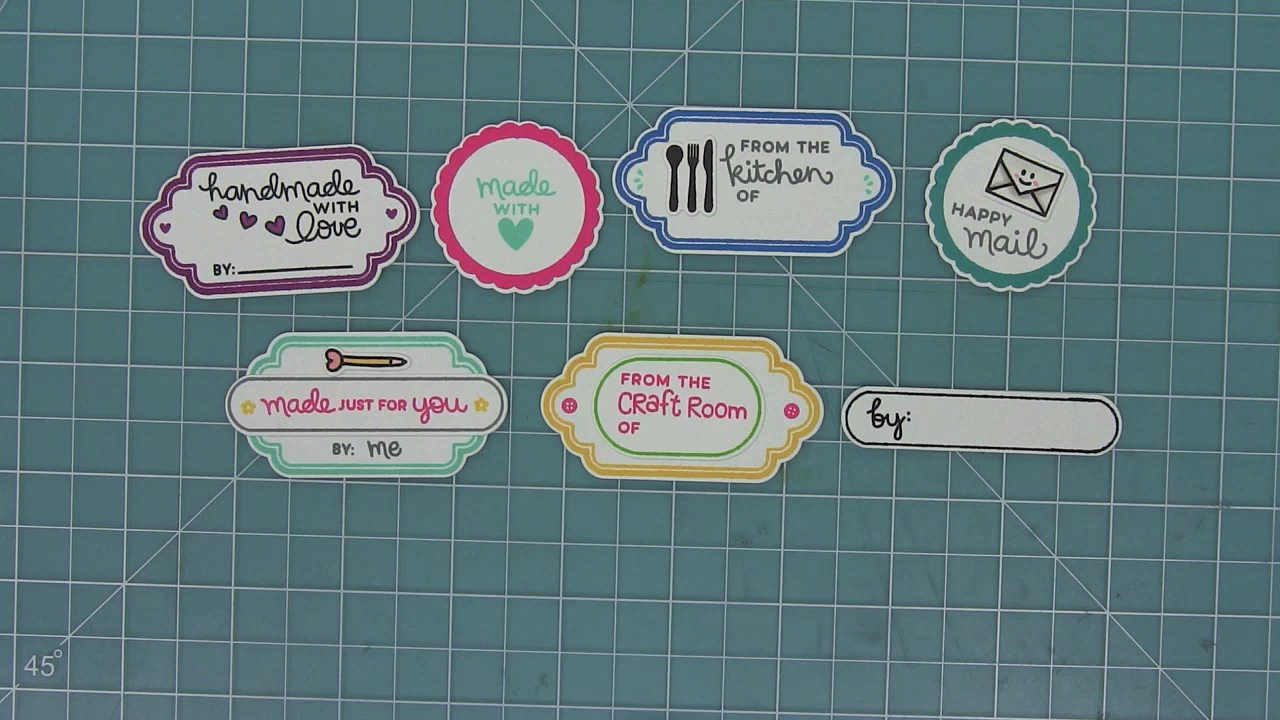 handmade
WITH
love
BY:
made
WITH
FROM THE
kitchen
OF
HAPPY
mail
made JUST FOR you
BY: me
FROM THE
CRaft Room
OF
by:
45°